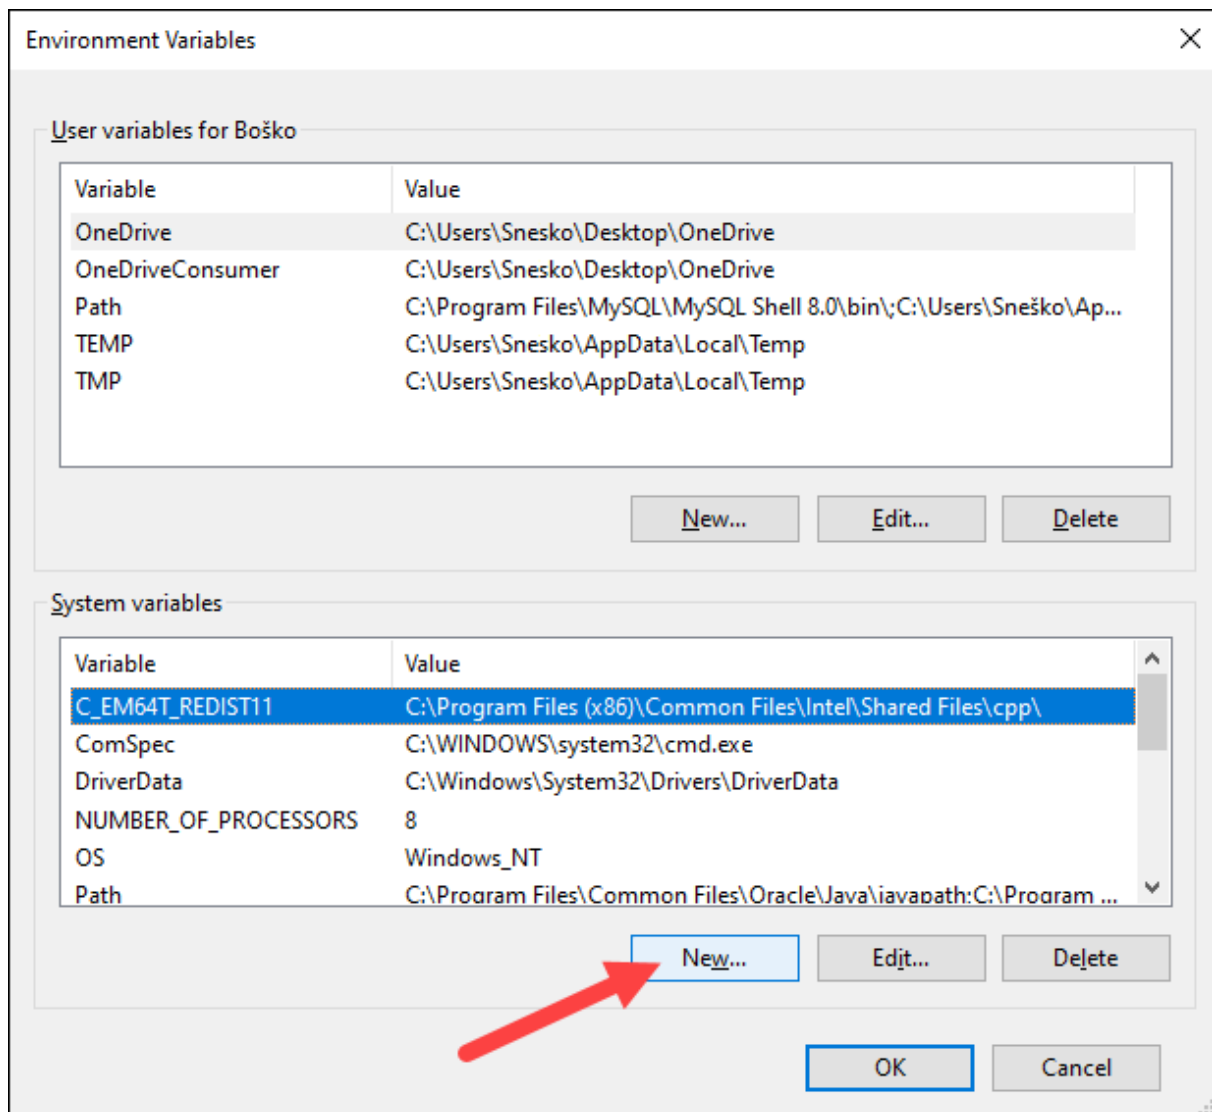 Environment Variables
User variables for Boško
Variable Value
OneDrive C:\Users\Snesko\Desktop\OneDrive
OneDriveConsumer C:\Users\Snesko\Desktop\OneDrive
Path C:\Program Files\MySQL\MySQL Shell 8.0\bin\;C:\Users\Sneško\Ap...
TEMP C:\Users\Snesko\AppData\Local\Temp
TMP C:\Users\Snesko\AppData\Local\Temp
New... Edit... Delete
System variables
Variable Value
C_EM64T_REDIST11 C:\Program Files (x86)\Common Files\Intel\Shared Files\cpp\
ComSpec C:\WINDOWS\system32\cmd.exe
DriverData C:\Windows\System32\Drivers\DriverData
NUMBER_OF_PROCESSORS 8
OS Windows_NT
Path C:\Program Files\Common Files\Oracle\Java\javapath;C:\Program ...
New... Edit... Delete
OK Cancel